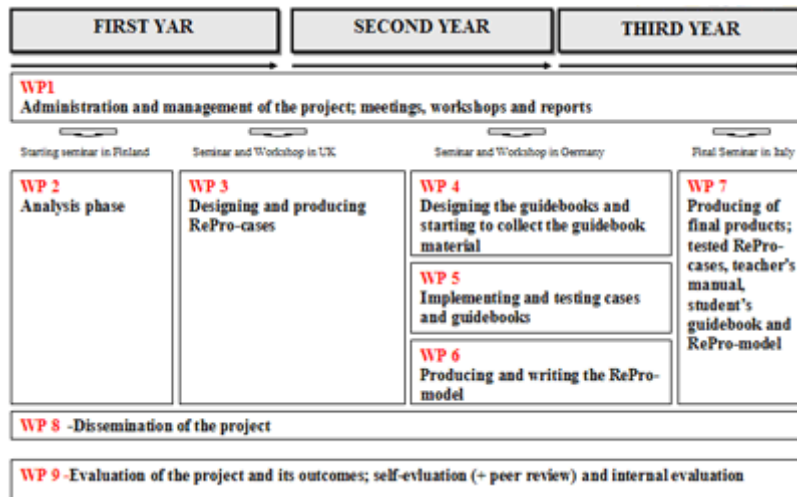 FIRST YAR
SECOND YEAR
THIRD YEAR
WP1
Administration and management of the project; meetings, workshops and reports
Starting seminar in Finland
Seminar and Workshop in UK
Seminar and Workshop in Germany
Final Seminar in Italy
WP 2
Analysis phase
WP 3
Designing and producing
RePro-cases
WP 4
Designing the guidebooks and
starting to collect the guidebook
material
WP 5
Implementing and testing cases
and guidebooks
WP 6
Producing and writing the RePro-
model
WP 7
Producing of
final products;
tested RePro-
cases, teacher's
manual,
student's
guidebook and
RePro-model
WP 8 -Dissemination of the project
WP 9 -Evaluation of the project and its outcomes; self-evluation (+ peer review) and internal evaluation